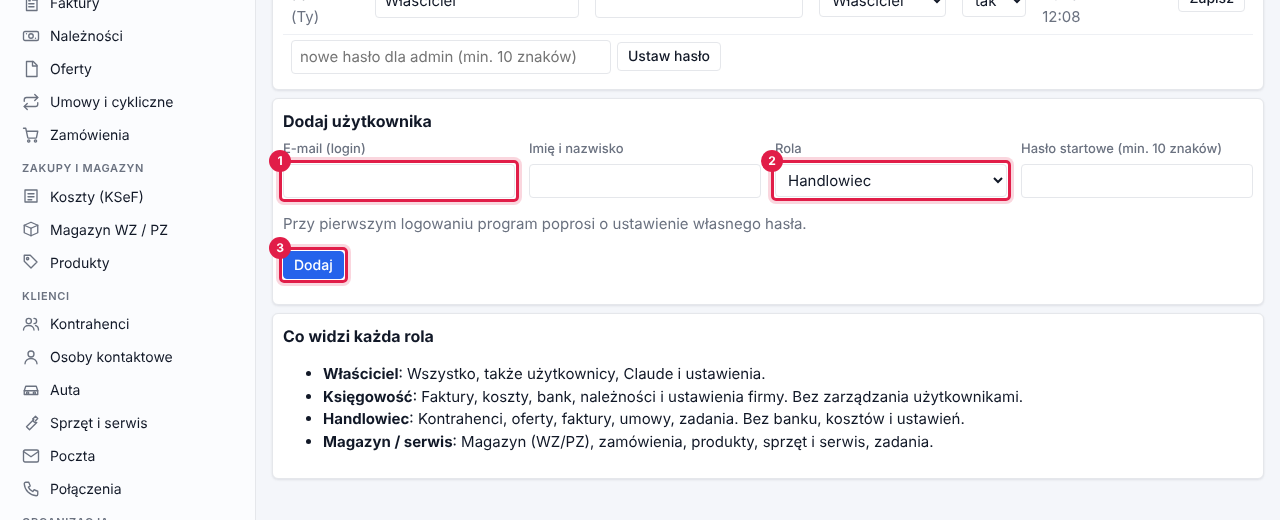 Faktury
Należności
Oferty
Umowy i cykliczne
Zamówienia
ZAKUPY I MAGAZYN
Koszty (KSeF)
Magazyn WZ / PZ
Produkty
KLIENCI
Kontrahenci
Osoby kontaktowe
Auta
Sprzęt i serwis
Poczta
Połączenia
ORGANIZACJA
(Ty)
Właściciel
Właściciel
tak
12:08
Zapisz
nowe hasło dla admin (min. 10 znaków)
Ustaw hasło
Dodaj użytkownika
E-mail (login)
Imię i nazwisko
Rola
Hasło startowe (min. 10 znaków)
1
2
Handlowiec
Przy pierwszym logowaniu program poprosi o ustawienie własnego hasła.
3
Dodaj
Co widzi każda rola
Właściciel: Wszystko, także użytkownicy, Claude i ustawienia.
Księgowość: Faktury, koszty, bank, należności i ustawienia firmy. Bez zarządzania użytkownikami.
Handlowiec: Kontrahenci, oferty, faktury, umowy, zadania. Bez banku, kosztów i ustawień.
Magazyn / serwis: Magazyn (WZ/PZ), zamówienia, produkty, sprzęt i serwis, zadania.